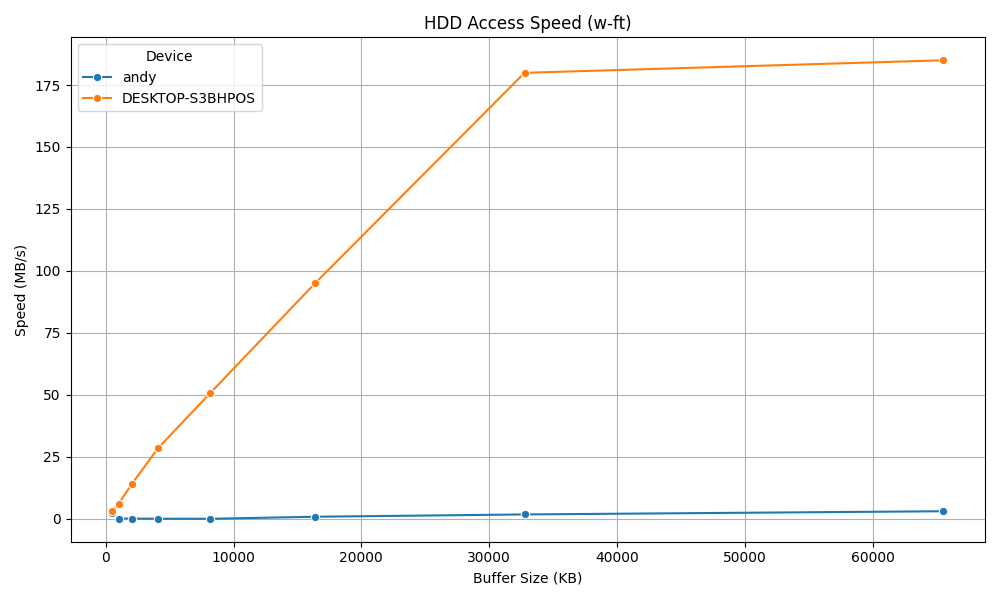 HDD Access Speed (w-ft)
Device
andy
DESKTOP-S3BHPOS
175
150
125
100
75
50
25
0
Speed (MB/s)
0 10000 20000 30000 40000 50000 60000
Buffer Size (KB)